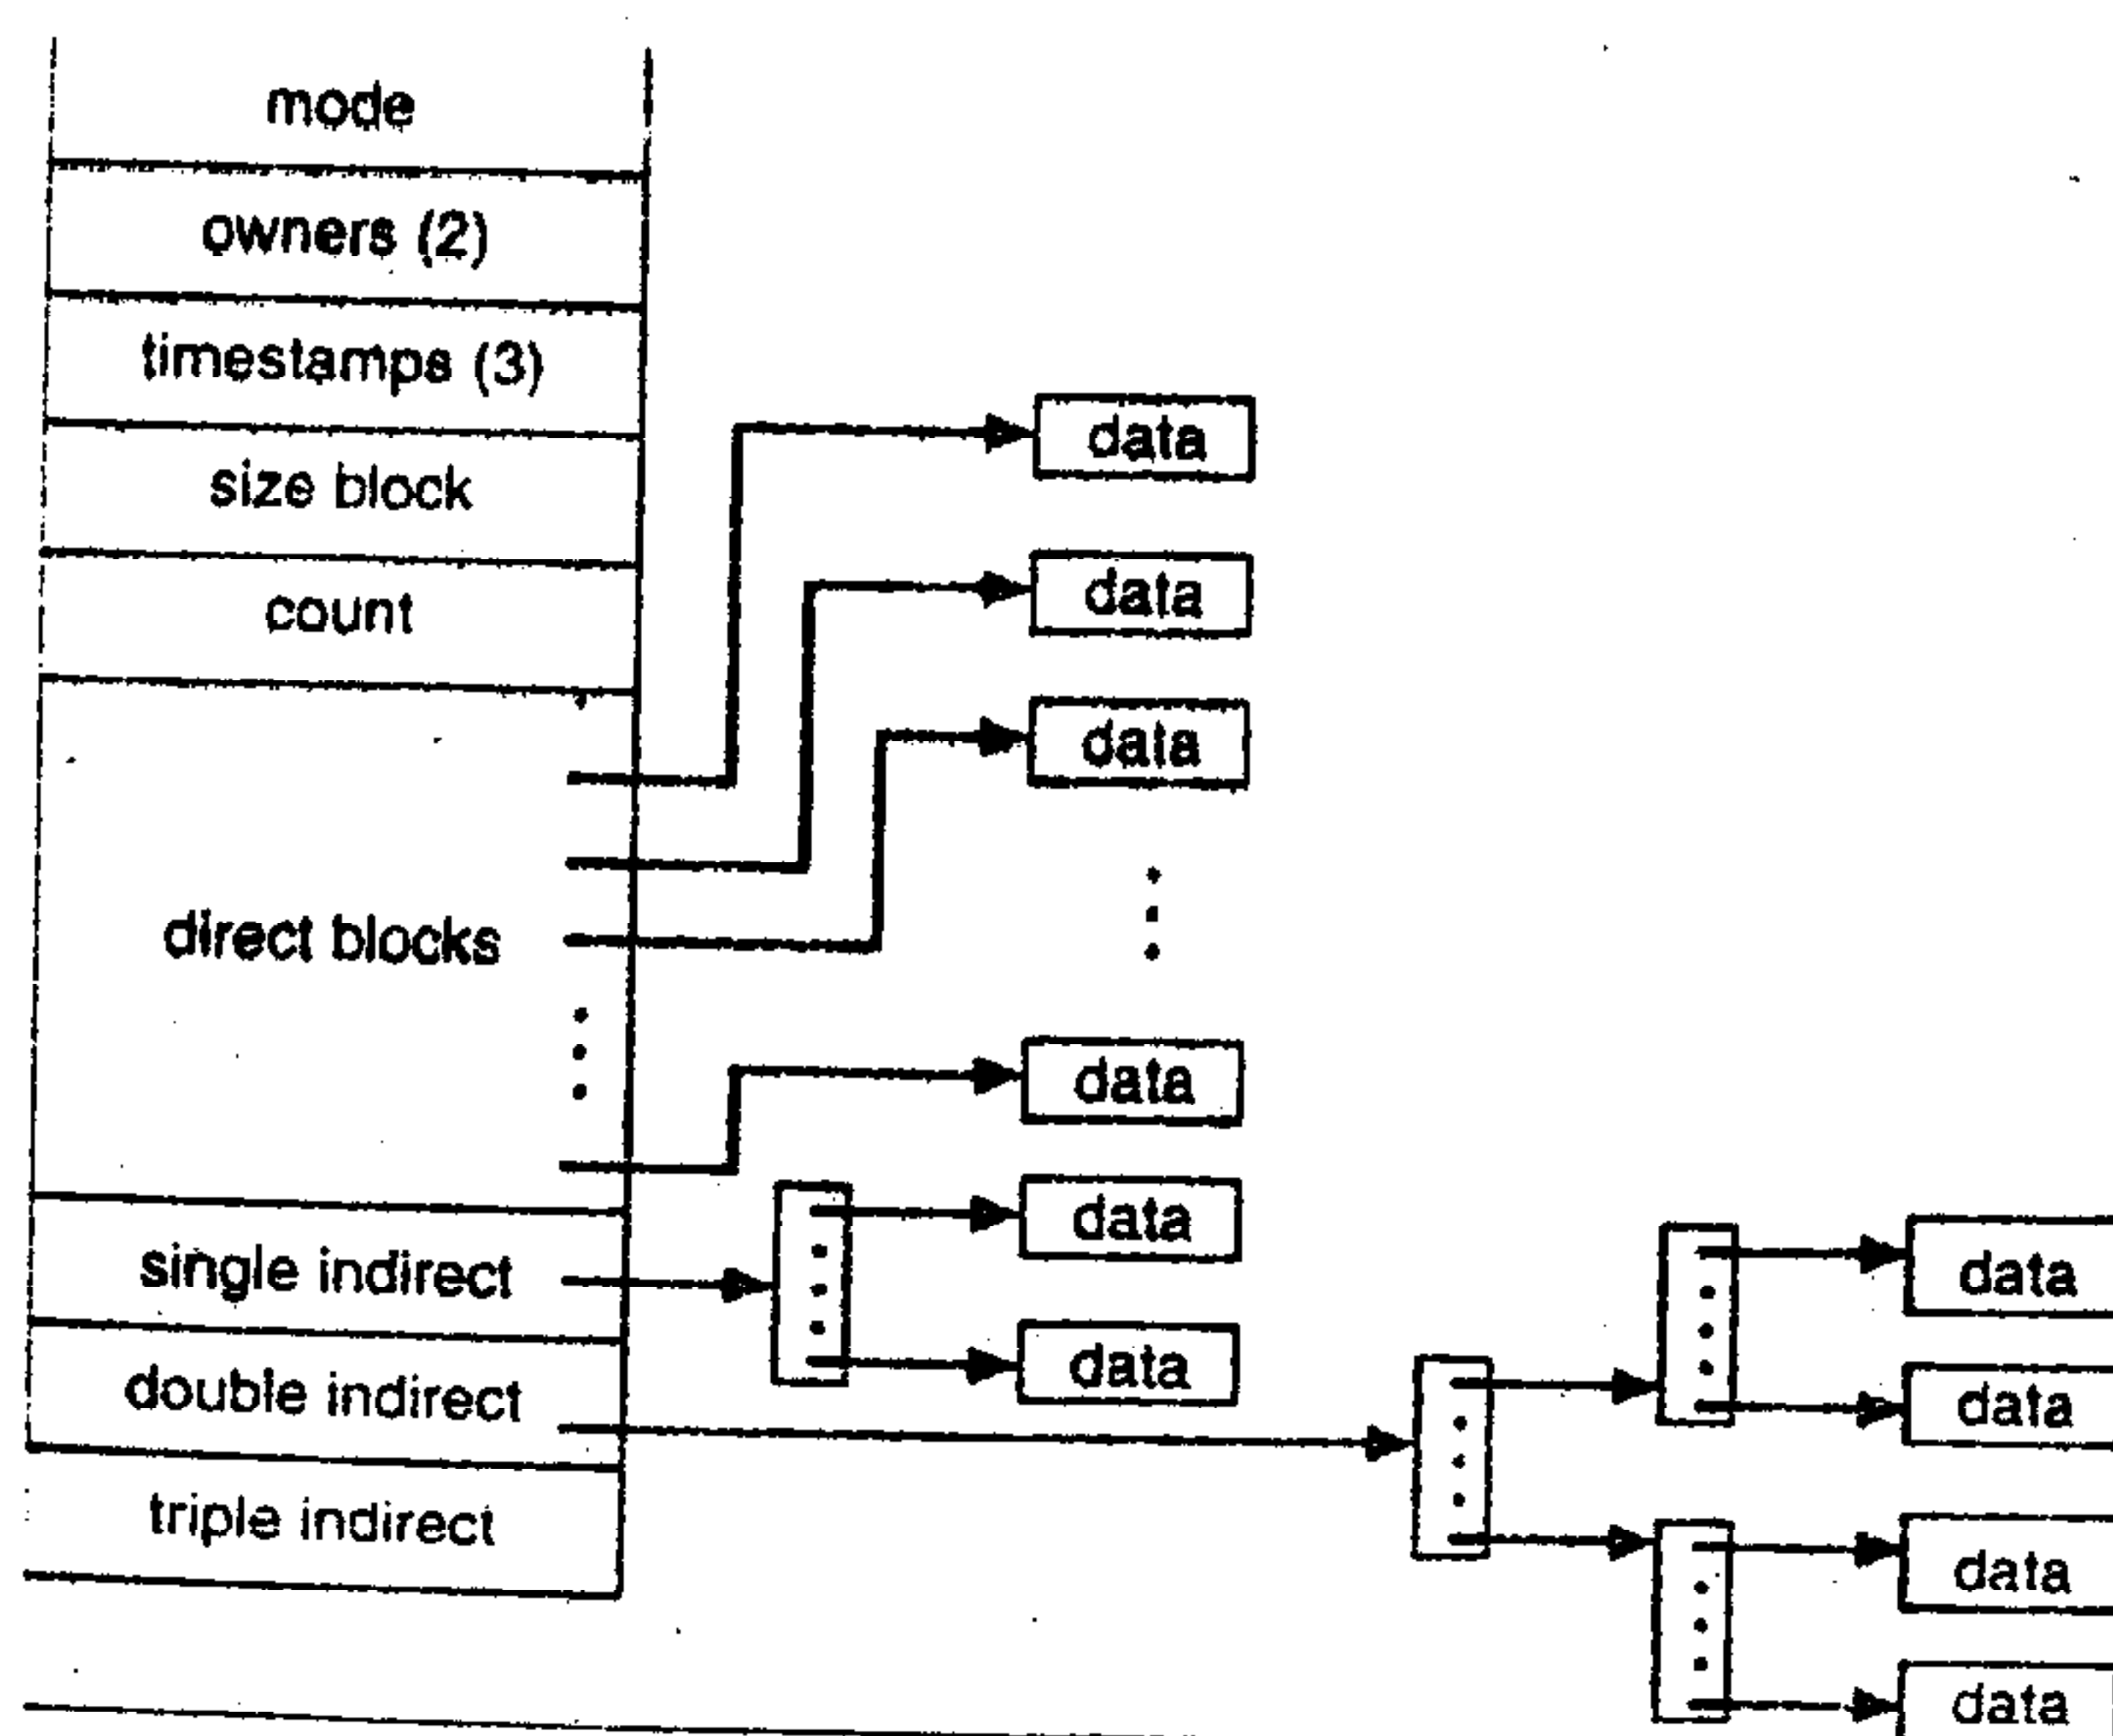 mode
owners (2)
timestamps (3)
size block
count
direct blocks
single indirect
double indirect
triple indirect
data
data
data
data
data
data
data
data
data
data